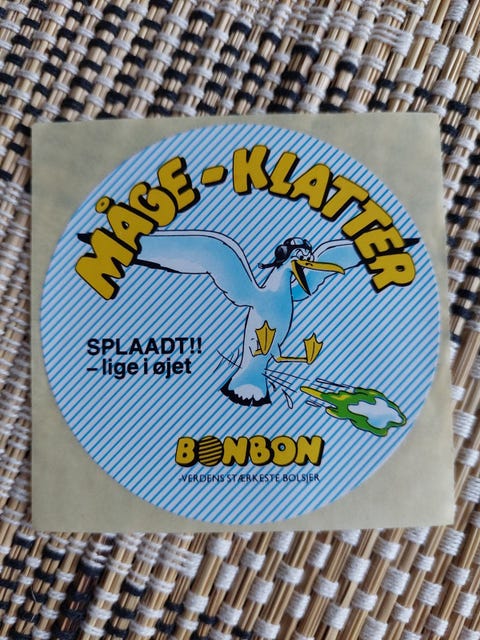 MÅGE-KLATTER
SPLAADT!!
- lige i øjet
BONBON
-VERDENS STÆRKESTE BOLSJER